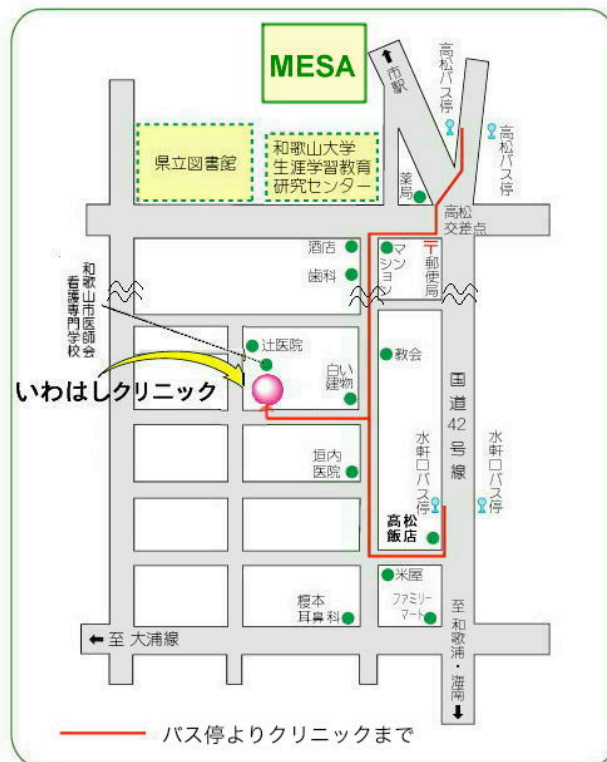 MESA
市駅
高松バス停
高松バス停
県立図書館
和歌山大学
生涯学習教育
研究センター
薬局
高松
交差点
酒店
歯科
マンション
〒
郵便局
和歌山市医師会
看護専門学校
辻医院
白い
建物
教会
いわはしクリニック
国道42号線
垣内
医院
水軒口バス停
水軒口バス停
高松
飯店
米屋
榎本
耳鼻科
ファミリー
マート
至 大浦線
至和歌浦・海南
バス停よりクリニックまで